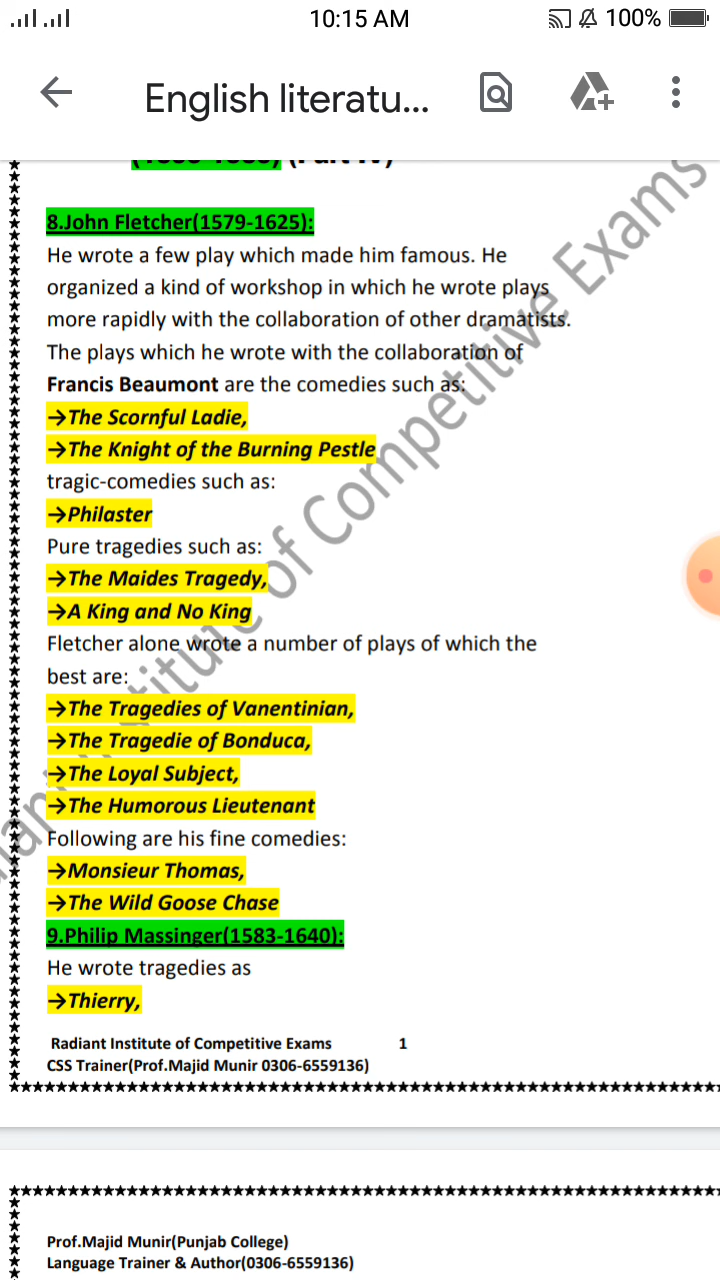 10:15 AM
100%
English literatu...
8.John Fletcher(1579-1625):
He wrote a few play which made him famous. He
organized a kind of workshop in which he wrote plays
more rapidly with the collaboration of other dramatists.
The plays which he wrote with the collaboration of
Francis Beaumont are the comedies such as:
→The Scornful Ladie,
→The Knight of the Burning Pestle
tragic-comedies such as:
→Philaster
Pure tragedies such as:
→The Maides Tragedy,
→A King and No King
Fletcher alone wrote a number of plays of which the
best are:
→The Tragedies of Vanentinian,
→The Tragedie of Bonduca,
→The Loyal Subject,
→The Humorous Lieutenant
Following are his fine comedies:
→Monsieur Thomas,
→The Wild Goose Chase
9.Philip Massinger(1583-1640):
He wrote tragedies as
→Thierry,
Radiant Institute of Competitive Exams 1
CSS Trainer(Prof.Majid Munir 0306-6559136)
Prof.Majid Munir(Punjab College)
Language Trainer & Author(0306-6559136)
of Competitive Exams